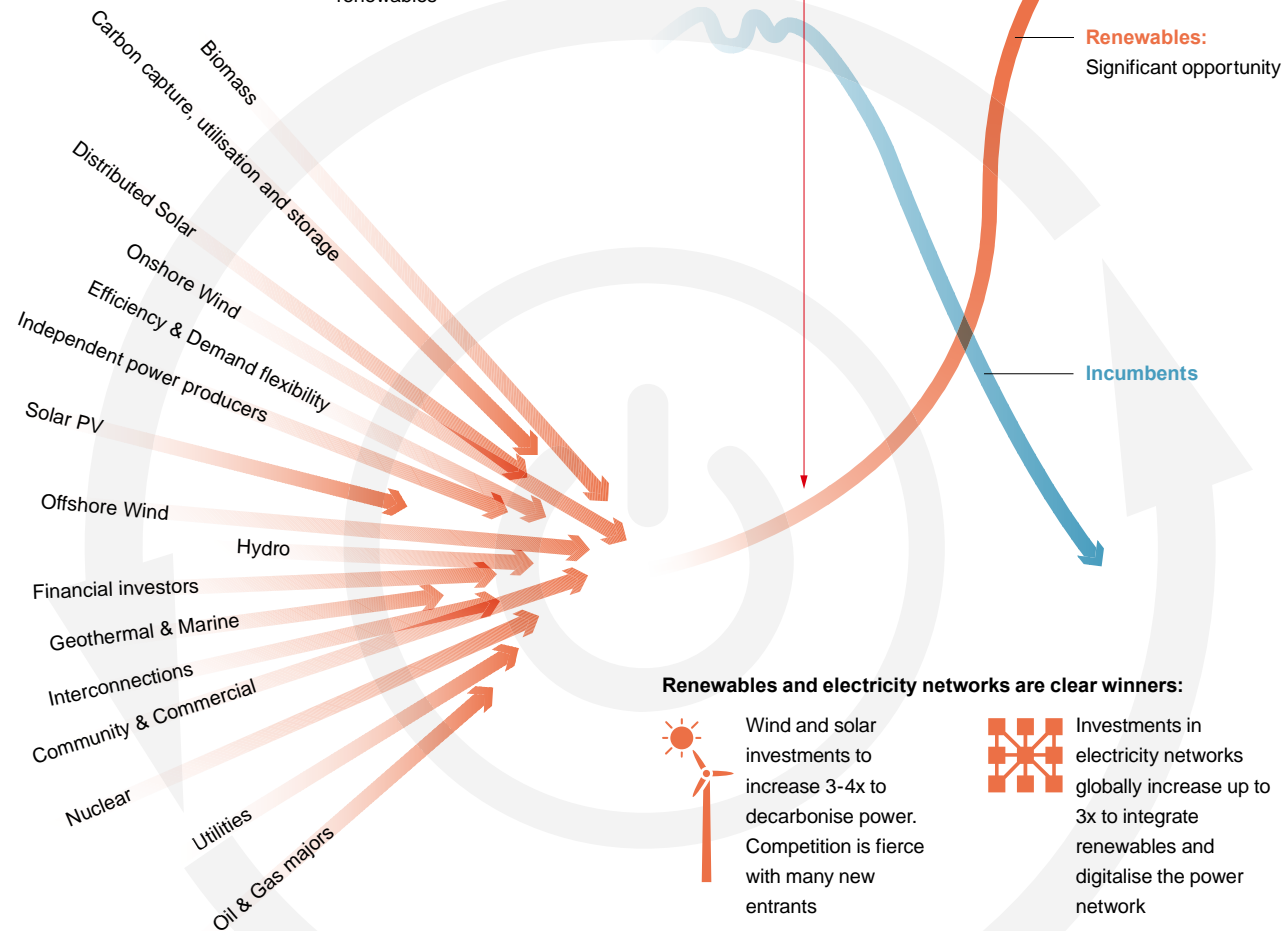 renewables
Renewables:
Significant opportunity
Biomass
Carbon capture, utilisation and storage
Distributed Solar
Onshore Wind
Efficiency & Demand flexibility
Independent power producers
Solar PV
Incumbents
Offshore Wind
Hydro
Financial investors
Geothermal & Marine
Interconnections
Community & Commercial
Nuclear
Utilities
Oil & Gas majors
Renewables and electricity networks are clear winners:
Wind and solar
investments to
increase 3-4x to
decarbonise power.
Competition is fierce
with many new
entrants
Investments in
electricity networks
globally increase up to
3x to integrate
renewables and
digitalise the power
network